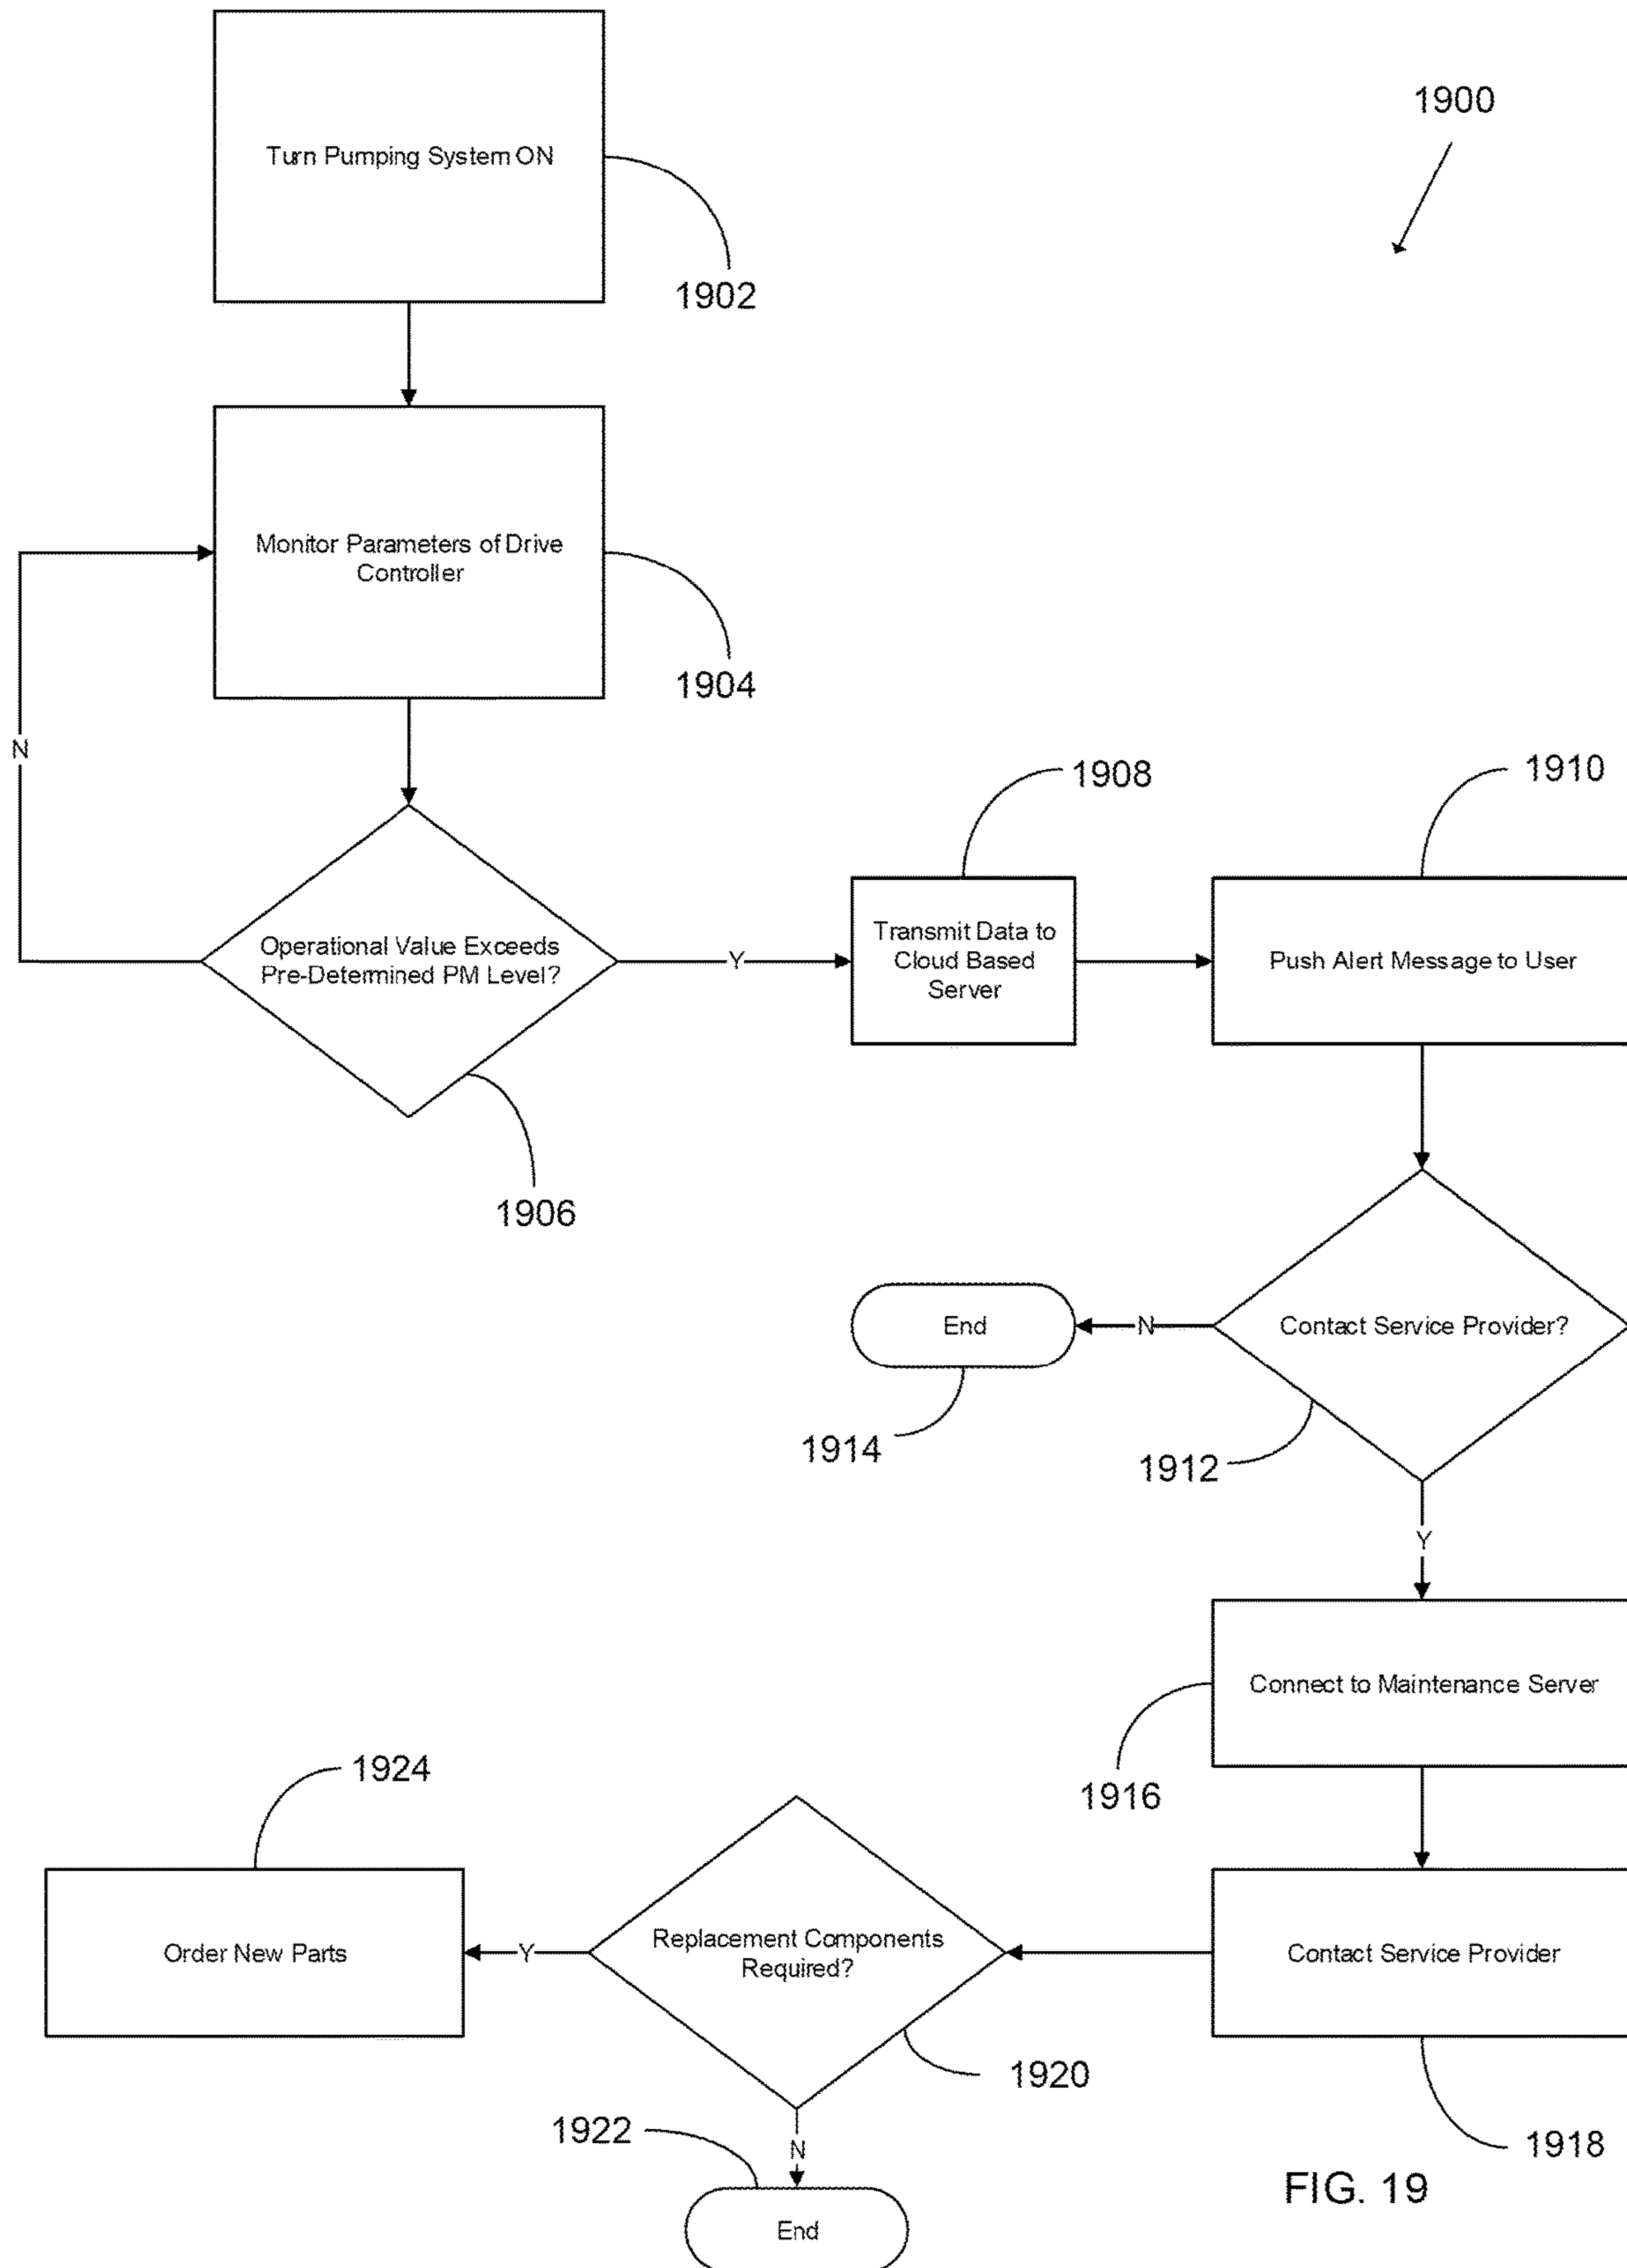 Turn Pumping System ON
1900
1902
Monitor Parameters of Drive
Controller
1904
N
1908
1910
Operational Value Exceeds
Pre-Determined PM Level?
Y
Transmit Data to
Cloud Based
Server
Push Alert Message to User
1906
End
N
Contact Service Provider?
1914
1912
Y
Connect to Maintenance Server
1916
1924
Order New Parts
Y
Replacement Components
Required?
Contact Service Provider
1920
1922
N
1918
End
FIG. 19